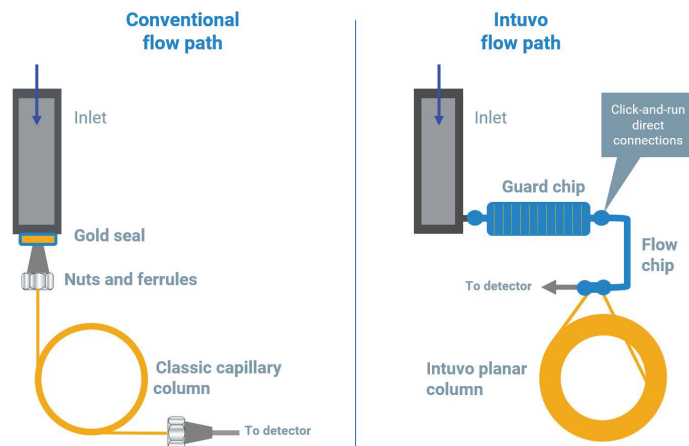 Conventional
flow path
Inlet
Gold seal
Nuts and ferrules
Classic capillary
column
To detector
Intuvo
flow path
Inlet
Click-and-run
direct
connections
Guard chip
Flow
chip
To detector
Intuvo planar
column